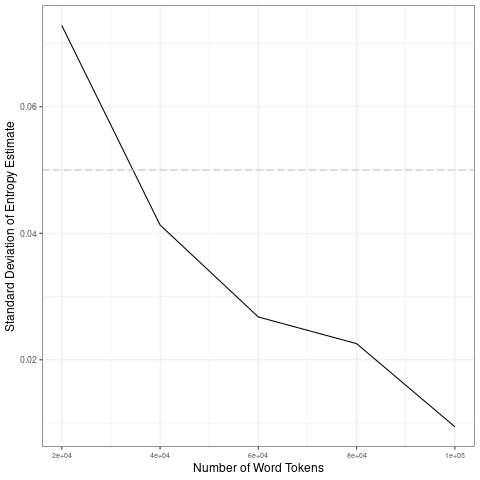 Standard Deviation of Entropy Estimate
0.06
0.04
0.02
2e+04 4e+04 6e+04 8e+04 1e+05
Number of Word Tokens